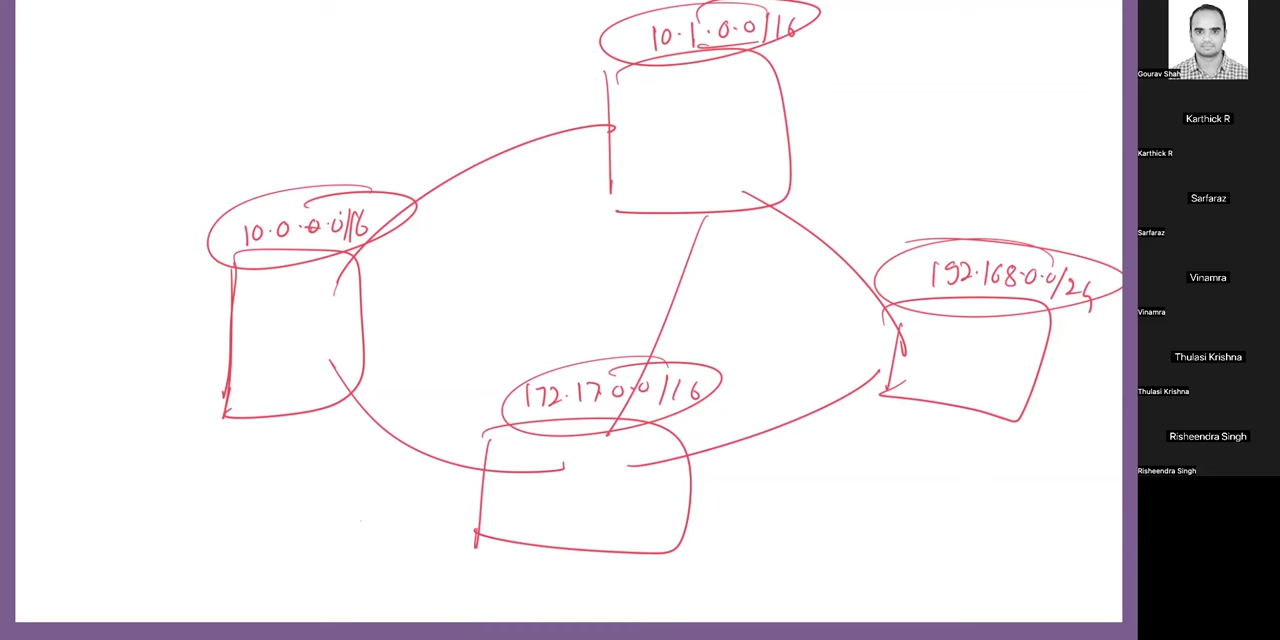 10.1.0.0/16
10.0.0.0/16
192.168.0.0/24
172.17.0.0/16
Gourav Shah
Karthick R
Karthick R
Sarfaraz
Sarfaraz
Vinamra
Vinamra
Thulasi Krishna
Thulasi Krishna
Risheendra Singh
Risheendra Singh